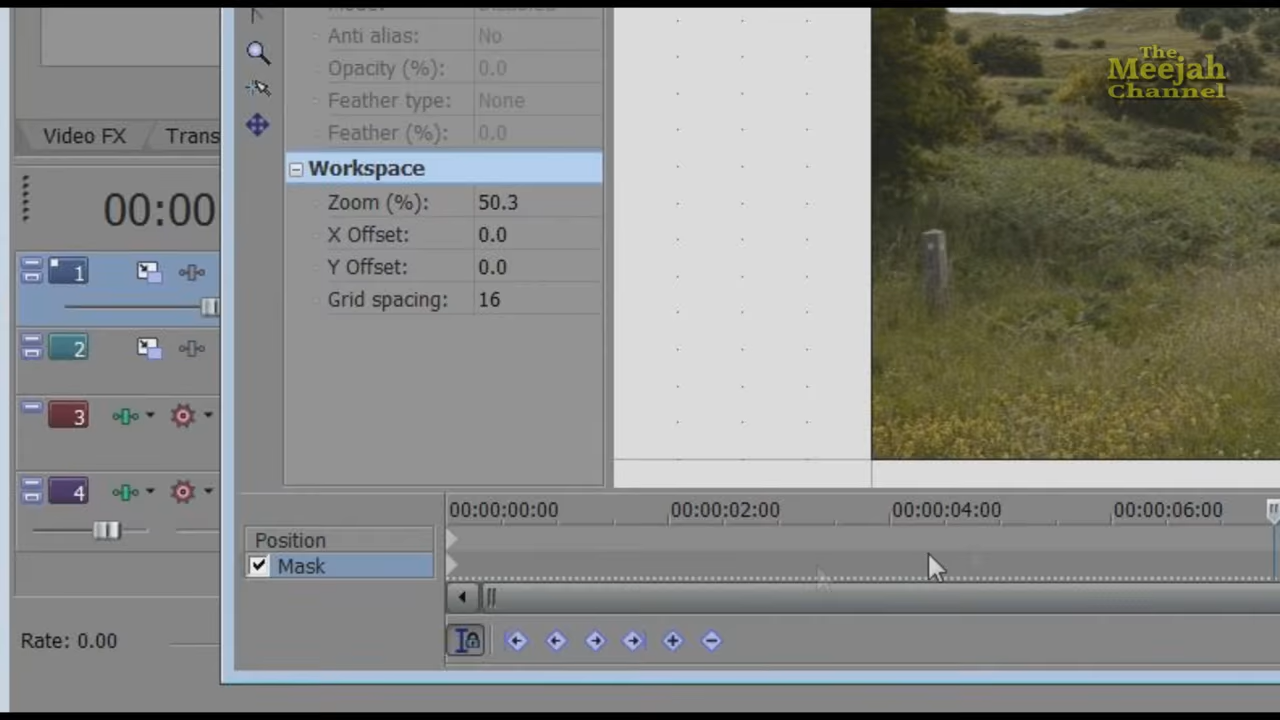 Anti alias: No
Opacity (%): 0.0
Feather type: None
Feather (%): 0.0
Workspace
Zoom (%): 50.3
X Offset: 0.0
Y Offset: 0.0
Grid spacing: 16
The
Meejah
Channel
Video FX Trans
00:00
1
2
3
4
Rate: 0.00
00:00:00:00 00:00:02:00 00:00:04:00 00:00:06:00
Position
Mask